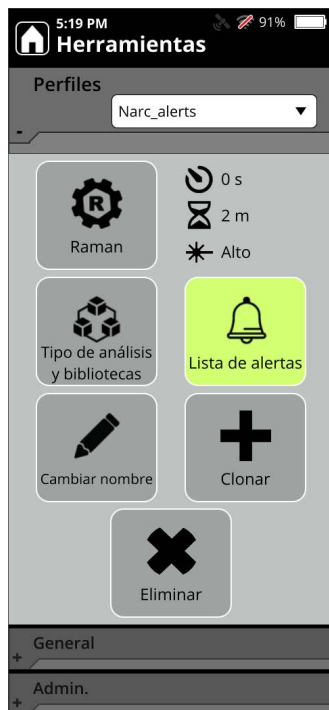 5:19 PM
91%
Herramientas
Perfiles
Narc_alerts
-
R
Raman
0 s
2 m
Alto
Tipo de análisis
y bibliotecas
Lista de alertas
Cambiar nombre
Clonar
Eliminar
General
+
Admin.
+